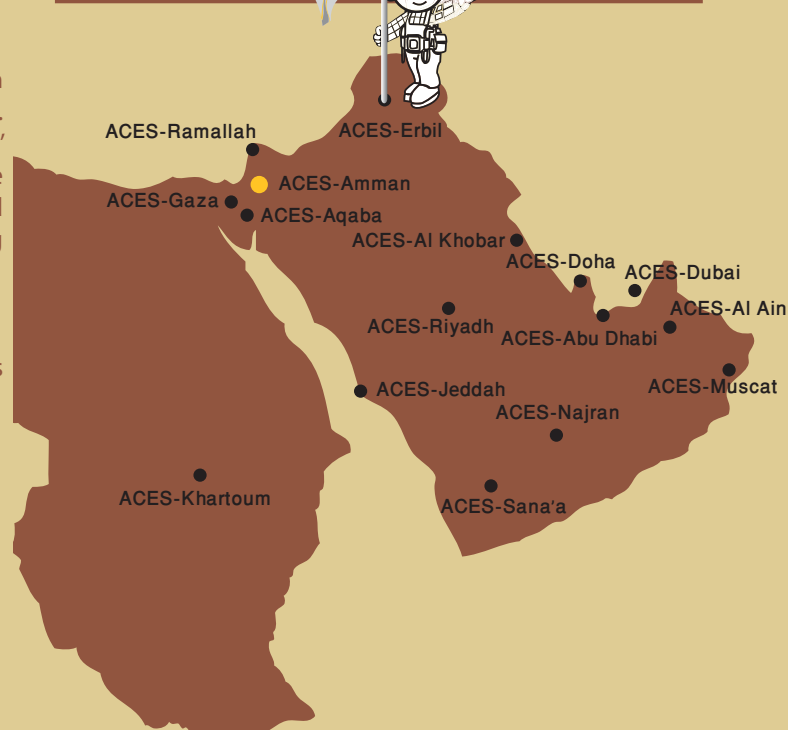 ACES-Ramallah
ACES-Erbil
ACES-Amman
ACES-Gaza
ACES-Aqaba
ACES-Al Khobar
ACES-Doha
ACES-Dubai
ACES-Al Ain
ACES-Riyadh
ACES-Abu Dhabi
ACES-Muscat
ACES-Jeddah
ACES-Najran
ACES-Khartoum
ACES-Sana'a